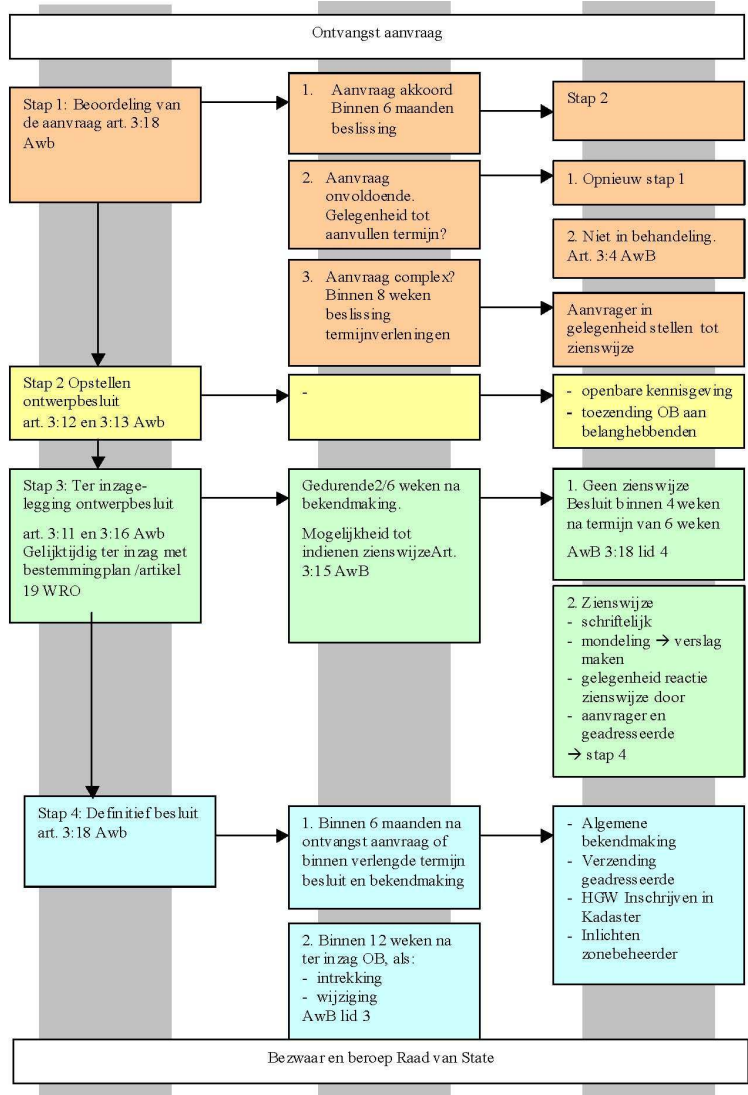 Ontvangst aanvraag
Stap 1: Beoordeling van
de aanvraag art. 3:18
Awb
1. Aanvraag akkoord
Binnen 6 maanden
beslissing
Stap 2
2. Aanvraag
onvoldoende.
Gelegenheid tot
aanvullen termijn?
1. Opnieuw stap 1
2. Niet in behandeling.
Art. 3:4 AwB
3. Aanvraag complex?
Binnen 8 weken
beslissing
termijnverleningen
Aanvrager in
gelegenheid stellen tot
zienswijze
Stap 2 Opstellen
ontwerpbesluit
art. 3:12 en 3:13 Awb
-
- openbare kennisgeving
- toezending OB aan
belanghebbenden
Stap 3: Ter inzage-
legging ontwerpbesluit
art. 3:11 en 3:16 Awb
Gelijktijdig ter inzag met
bestemmingplan /artikel
19 WRO
Gedurende2/6 weken na
bekendmaking.
Mogelijkheid tot
indienen zienswijzeArt.
3:15 AwB
1. Geen zienswijze
Besluit binnen 4 weken
na termijn van 6 weken
AwB 3:18 lid 4
2. Zienswijze
- schriftelijk
- mondeling → verslag
maken
- gelegenheid reactie
zienswijze door
- aanvrager en
geadresseerde
→ stap 4
Stap 4: Definitief besluit
art. 3:18 Awb
1. Binnen 6 maanden na
ontvangst aanvraag of
binnen verlengde termijn
besluit en bekendmaking
2. Binnen 12 weken na
ter inzag OB, als:
- intrekking
- wijziging
AwB lid 3
- Algemene
bekendmaking
- Verzending
geadresseerde
- HGW Inschrijven in
Kadaster
- Inlichten
zonebeheerder
Bezwaar en beroep Raad van State